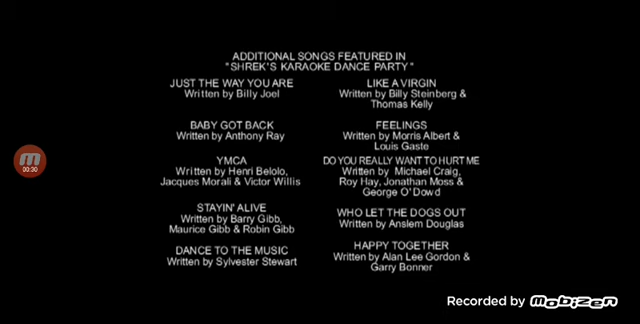 ADDITIONAL SONGS FEATURED IN
"SHREK'S KARAOKE DANCE PARTY"
JUST THE WAY YOU ARE
Written by Billy Joel
BABY GOT BACK
Written by Anthony Ray
YMCA
Written by Henri Belolo,
Jacques Morali & Victor Willis
STAYIN' ALIVE
Written by Barry Gibb,
Maurice Gibb & Robin Gibb
DANCE TO THE MUSIC
Written by Sylvester Stewart
LIKE A VIRGIN
Written by Billy Steinberg &
Thomas Kelly
FEELINGS
Written by Morris Albert &
Louis Gaste
DO YOU REALLY WANT TO HURT ME
Written by Michael Craig,
Roy Hay, Jonathan Moss &
George O'Dowd
WHO LET THE DOGS OUT
Written by Anslem Douglas
HAPPY TOGETHER
Written by Alan Lee Gordon &
Garry Bonner
00:30
Recorded by Mobizen